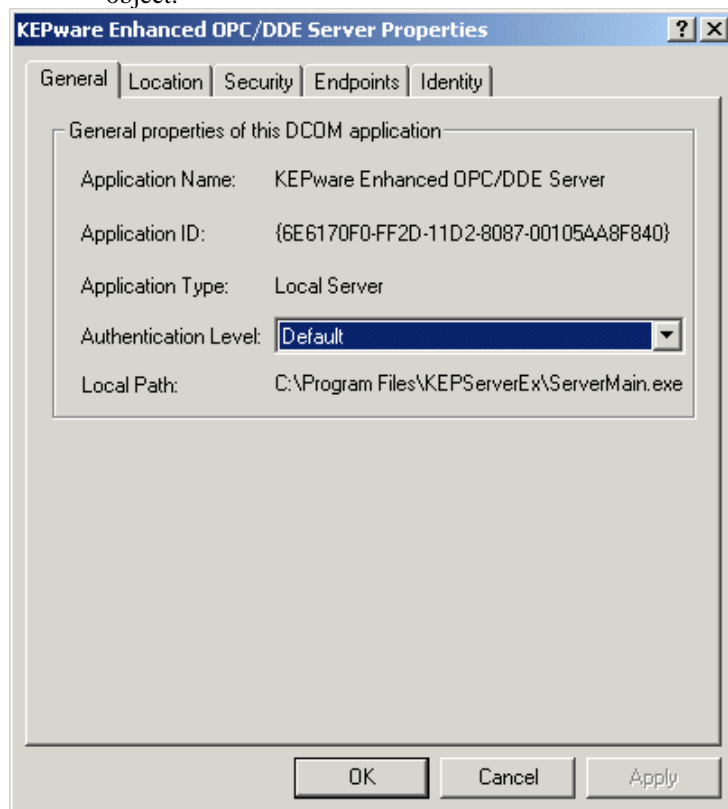 object.
KEPware Enhanced OPC/DDE Server Properties ? X
General Location Security Endpoints Identity
General properties of this DCOM application
Application Name: KEPware Enhanced OPC/DDE Server
Application ID: {6E6170F0-FF2D-11D2-8087-00105AA8F840}
Application Type: Local Server
Authentication Level: Default
Local Path: C:\Program Files\KEPServerEx\ServerMain.exe
OK Cancel Apply